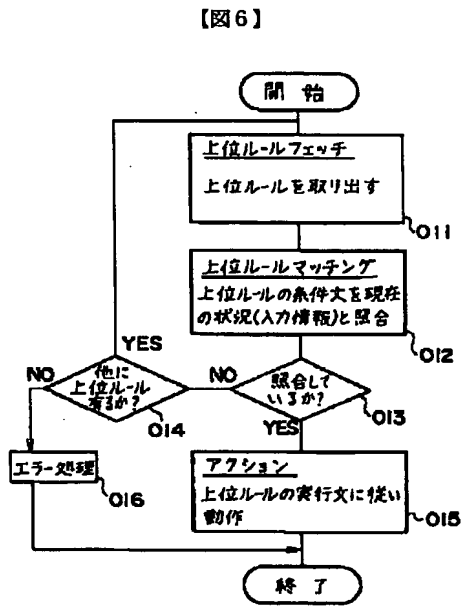 【図6】
開始
上位ルールフェッチ
上位ルールを取り出す
011
上位ルールマッチング
上位ルールの条件文を現在
の状況(入力情報)と照合
012
YES
NO
他に
上位ルール
有るか?
014
NO
照合して
いるか?
013
YES
エラー処理
016
アクション
上位ルールの実行文に従い
動作
015
終了